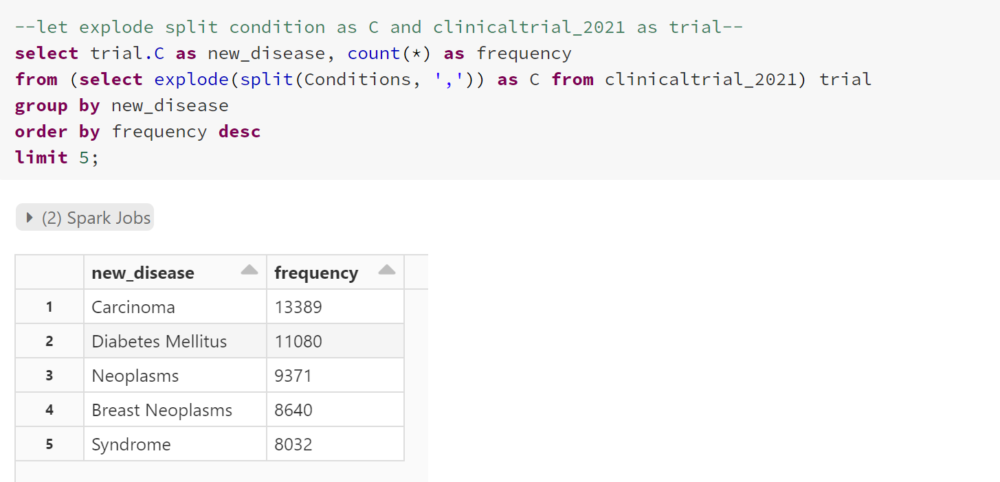 --let explode split condition as C and clinicaltrial_2021 as trial--
select trial.C as new_disease, count(*) as frequency
from (select explode(split(Conditions, ',')) as C from clinicaltrial_2021) trial
group by new_disease
order by frequency desc
limit 5;
(2) Spark Jobs
new_disease frequency
1 Carcinoma 13389
2 Diabetes Mellitus 11080
3 Neoplasms 9371
4 Breast Neoplasms 8640
5 Syndrome 8032